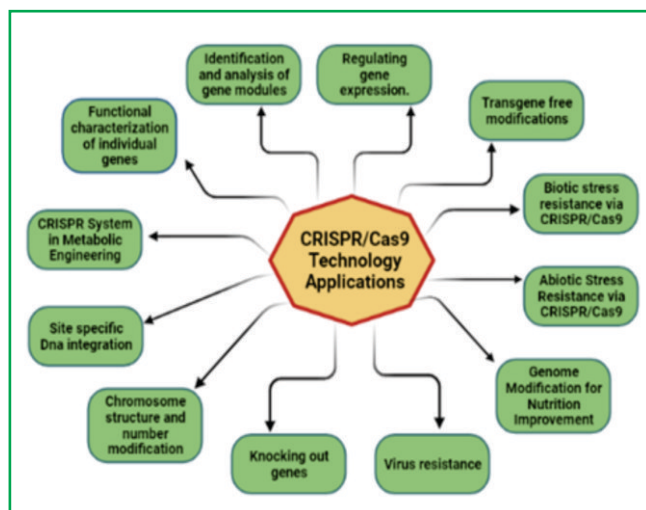 Identification
and analysis of
gene modules
Regulating
gene
expression.
Transgene free
modifications
Functional
characterization
of individual
genes
Biotic stress
resistance via
CRISPR/Cas9
CRISPR/Cas9
Technology
Applications
CRISPR System
in Metabolic
Engineering
Abiotic Stress
Resistance via
CRISPR/Cas9
Site specific
Dna integration
Genome
Modification for
Nutrition
Improvement
Chromosome
structure and
number
modification
Knocking out
genes
Virus resistance